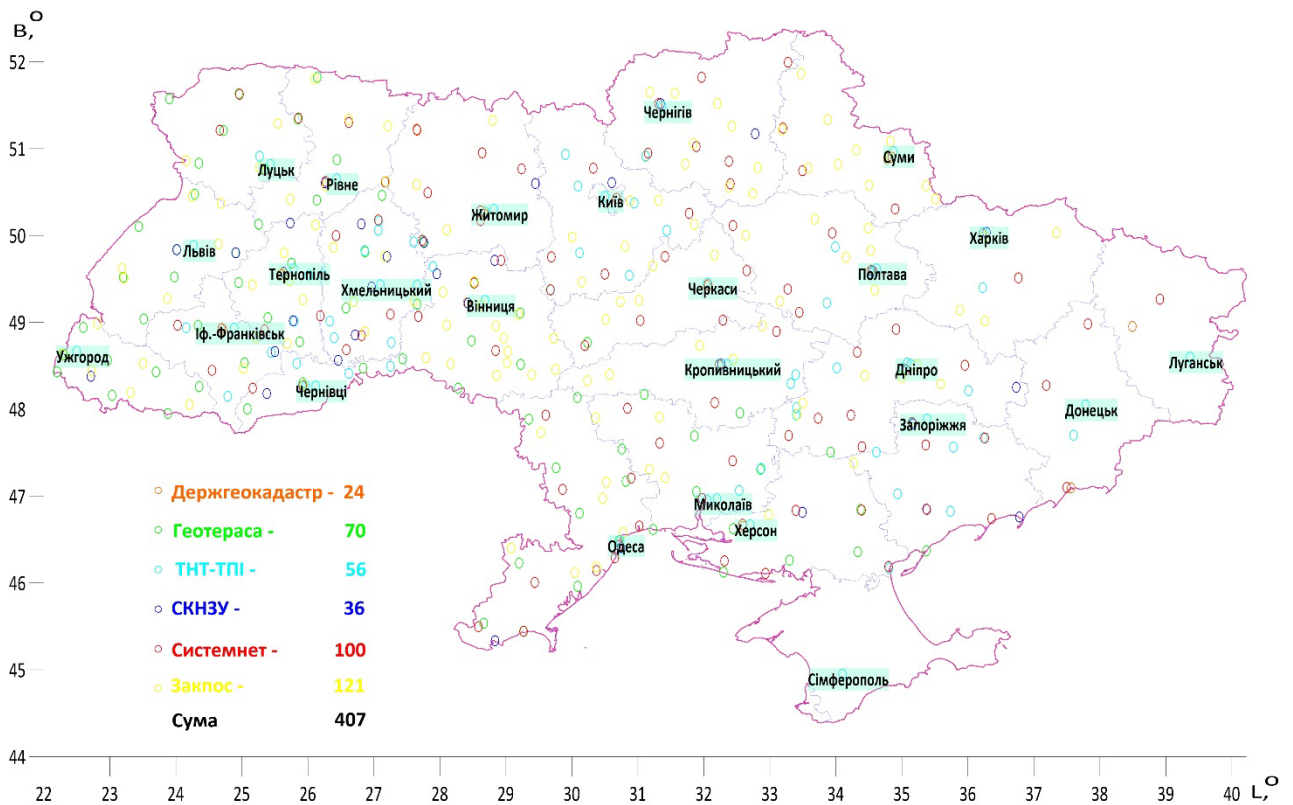 B,°
52
51
50
49
48
47
46
45
44
Чернігів
Суми
Луцьк
Рівне
Київ
Житомир
Харків
Львів
Тернопіль
Полтава
Хмельницький
Черкаси
Вінниця
Іф.-Франківськ
Ужгород
Кропивницький
Дніпро
Луганськ
Чернівці
Донецьк
Запоріжжя
Миколаїв
Херсон
Одеса
Сімферополь
Держгеокадастр - 24
Геотераса - 70
ТНТ-ТПІ - 56
СКНЗУ - 36
Системнет - 100
Закпос - 121
Сума 407
22 23 24 25 26 27 28 29 30 31 32 33 34 35 36 37 38 39 40 L,°